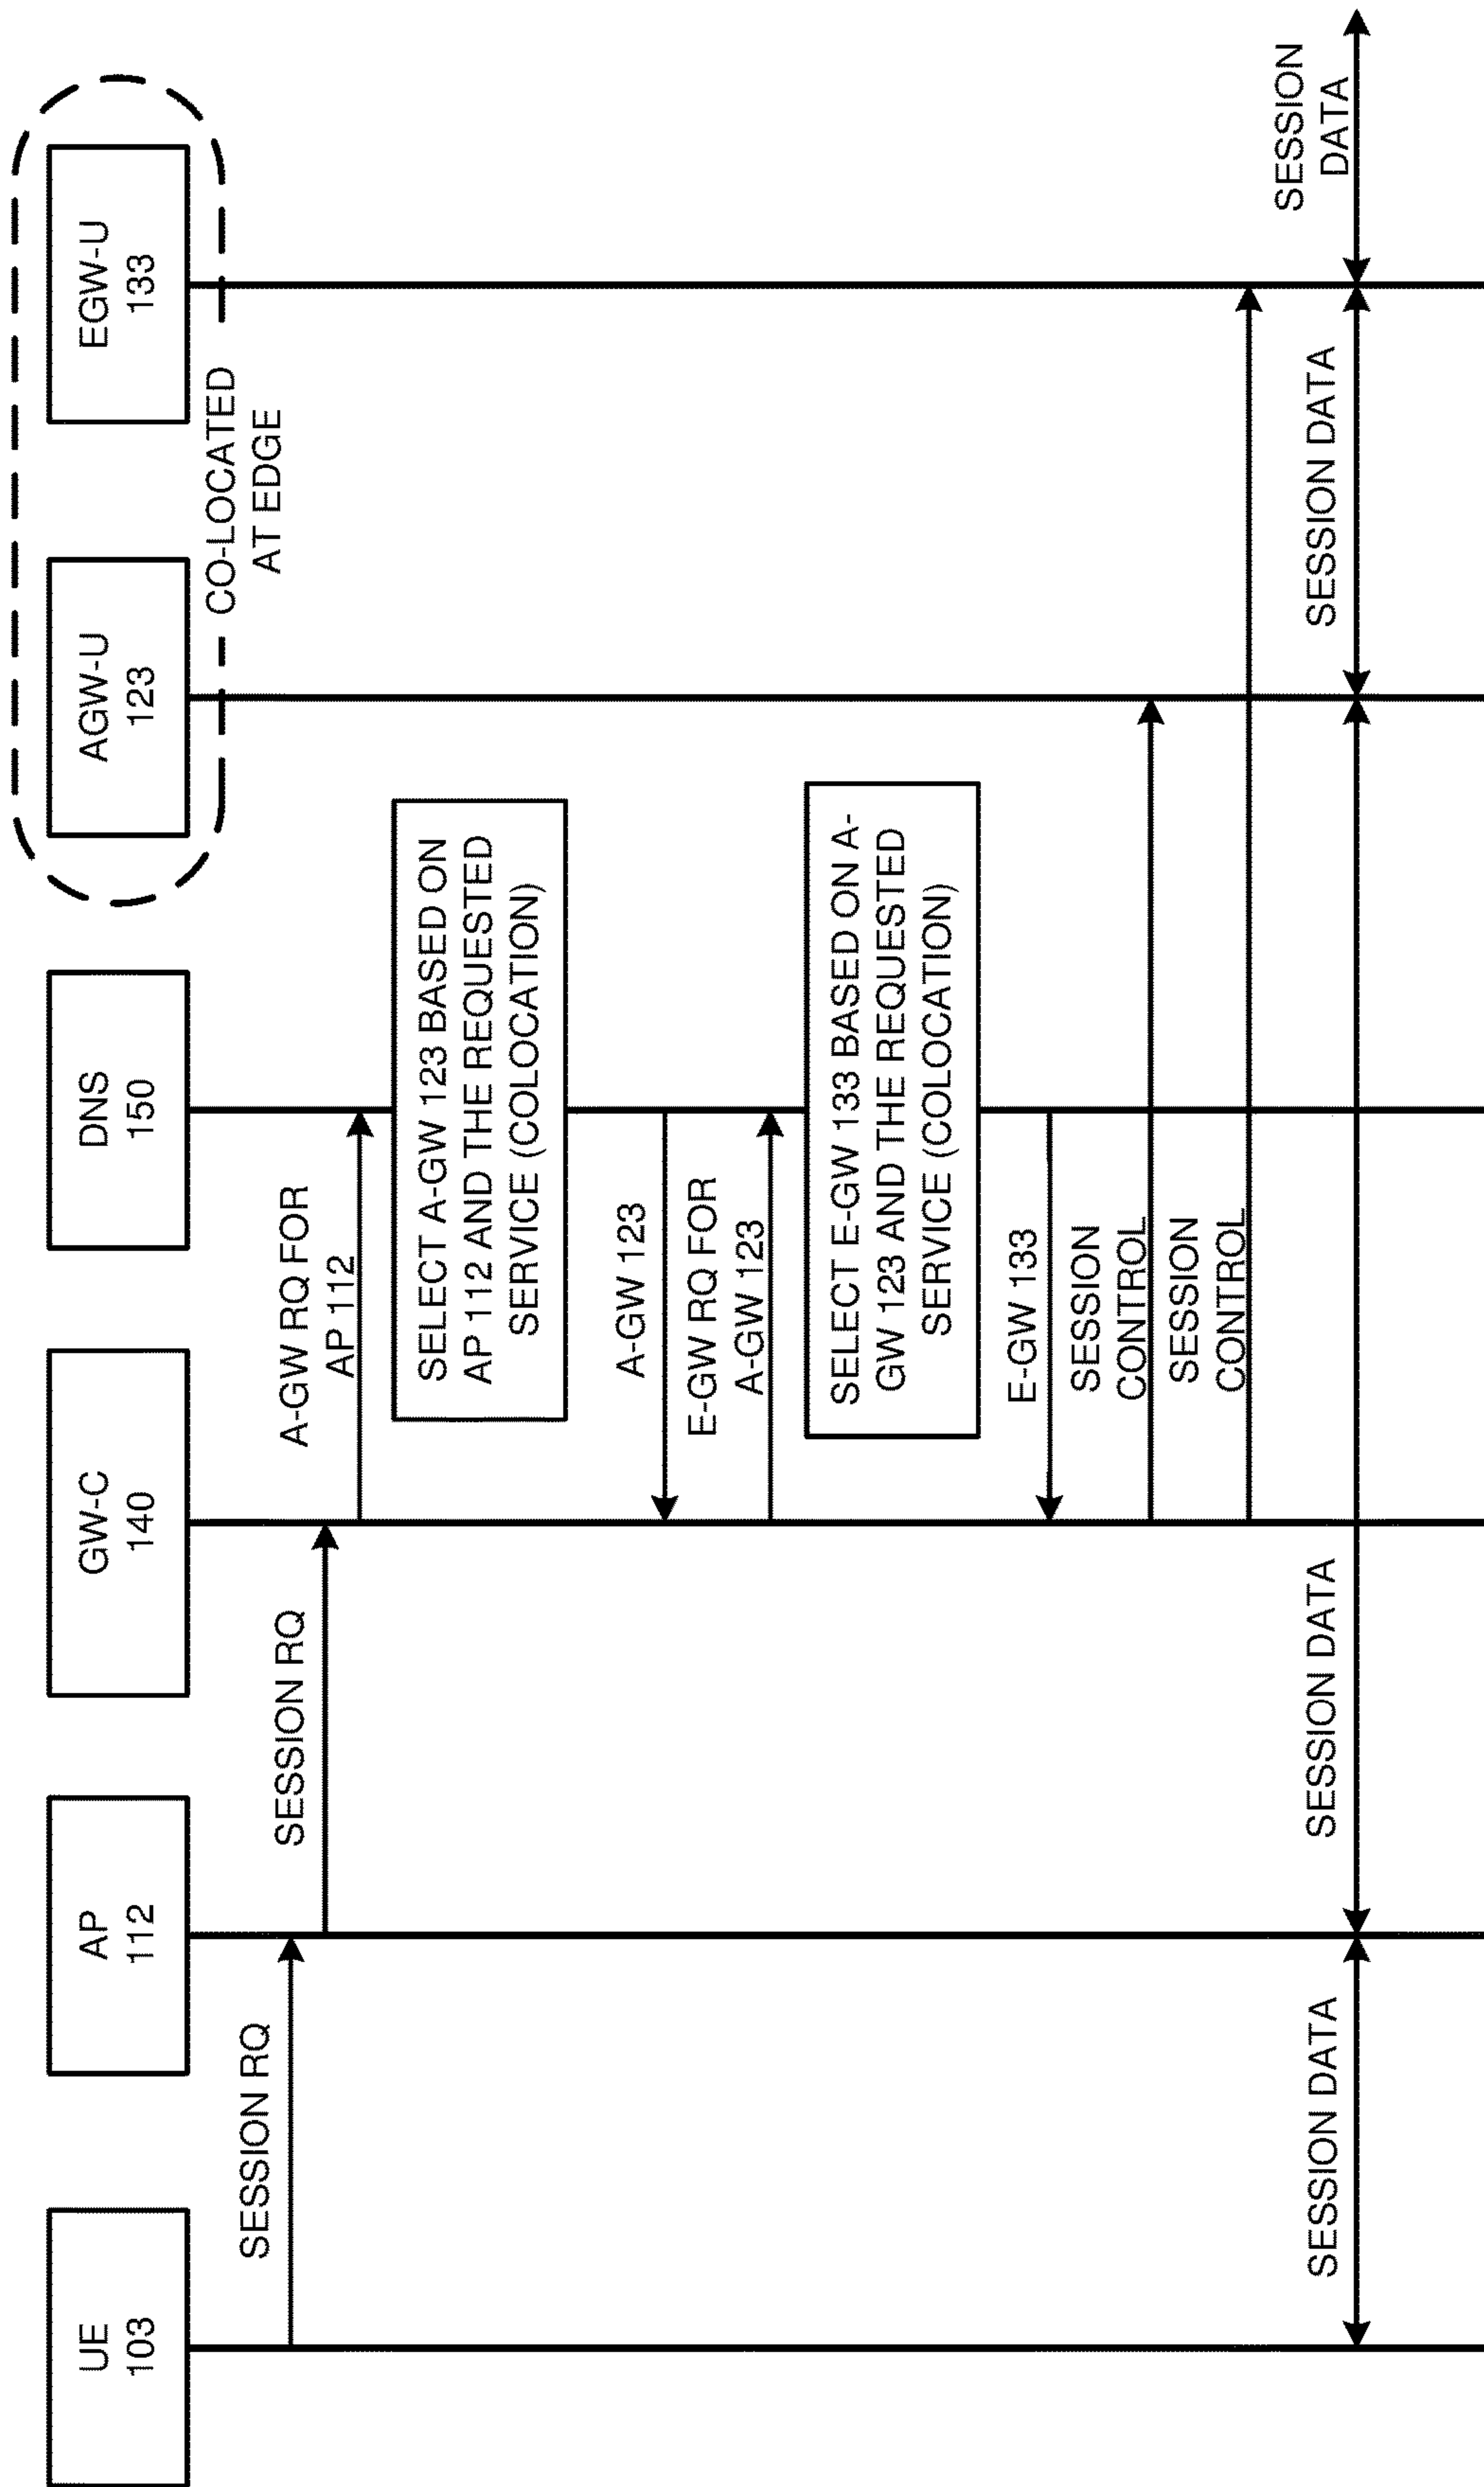 UE
103
AP
112
GW-C
140
DNS
150
AGW-U
123
EGW-U
133
CO-LOCATED
AT EDGE
SESSION RQ
SESSION RQ
A-GW RQ FOR
AP 112
SELECT A-GW 123 BASED ON
AP 112 AND THE REQUESTED
SERVICE (COLOCATION)
A-GW 123
E-GW RQ FOR
A-GW 123
SELECT E-GW 133 BASED ON A-
GW 123 AND THE REQUESTED
SERVICE (COLOCATION)
E-GW 133
SESSION
CONTROL
SESSION
CONTROL
SESSION DATA
SESSION DATA
SESSION DATA
SESSION
DATA